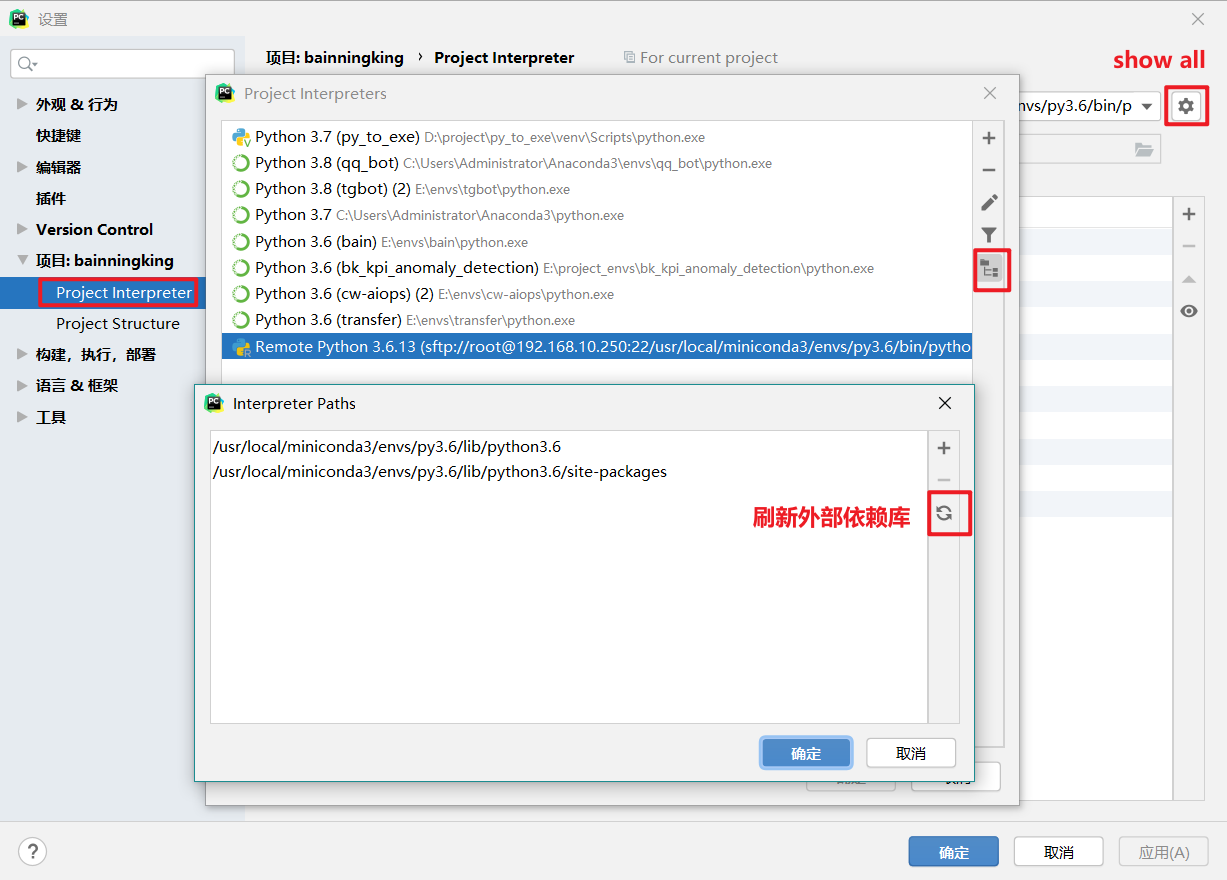 设置
项目: bainningking › Project Interpreter
For current project
show all
外观 & 行为
快捷键
编辑器
插件
Version Control
项目: bainningking
Project Interpreter
Project Structure
构建，执行，部署
语言 & 框架
工具
nvs/py3.6/bin/p
Project Interpreters
Python 3.7 (py_to_exe) D:\project\py_to_exe\venv\Scripts\python.exe
Python 3.8 (qq_bot) C:\Users\Administrator\Anaconda3\envs\qq_bot\python.exe
Python 3.8 (tgbot) (2) E:\envs\tgbot\python.exe
Python 3.7 C:\Users\Administrator\Anaconda3\python.exe
Python 3.6 (bain) E:\envs\bain\python.exe
Python 3.6 (bk_kpi_anomaly_detection) E:\project_envs\bk_kpi_anomaly_detection\python.exe
Python 3.6 (cw-aiops) (2) E:\envs\cw-aiops\python.exe
Python 3.6 (transfer) E:\envs\transfer\python.exe
Remote Python 3.6.13 (sftp://root@192.168.10.250:22/usr/local/miniconda3/envs/py3.6/bin/pytho
Interpreter Paths
/usr/local/miniconda3/envs/py3.6/lib/python3.6
/usr/local/miniconda3/envs/py3.6/lib/python3.6/site-packages
刷新外部依赖库
确定
取消
?
确定
取消
应用(A)